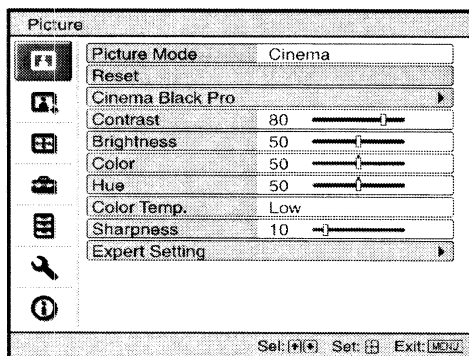 Picture
Picture Mode Cinema
Reset
Cinema Black Pro
Contrast 80
Brightness 50
Color 50
Hue 50
Color Temp. Low
Sharpness 10
Expert Setting
Sel: Set: Exit: MENU